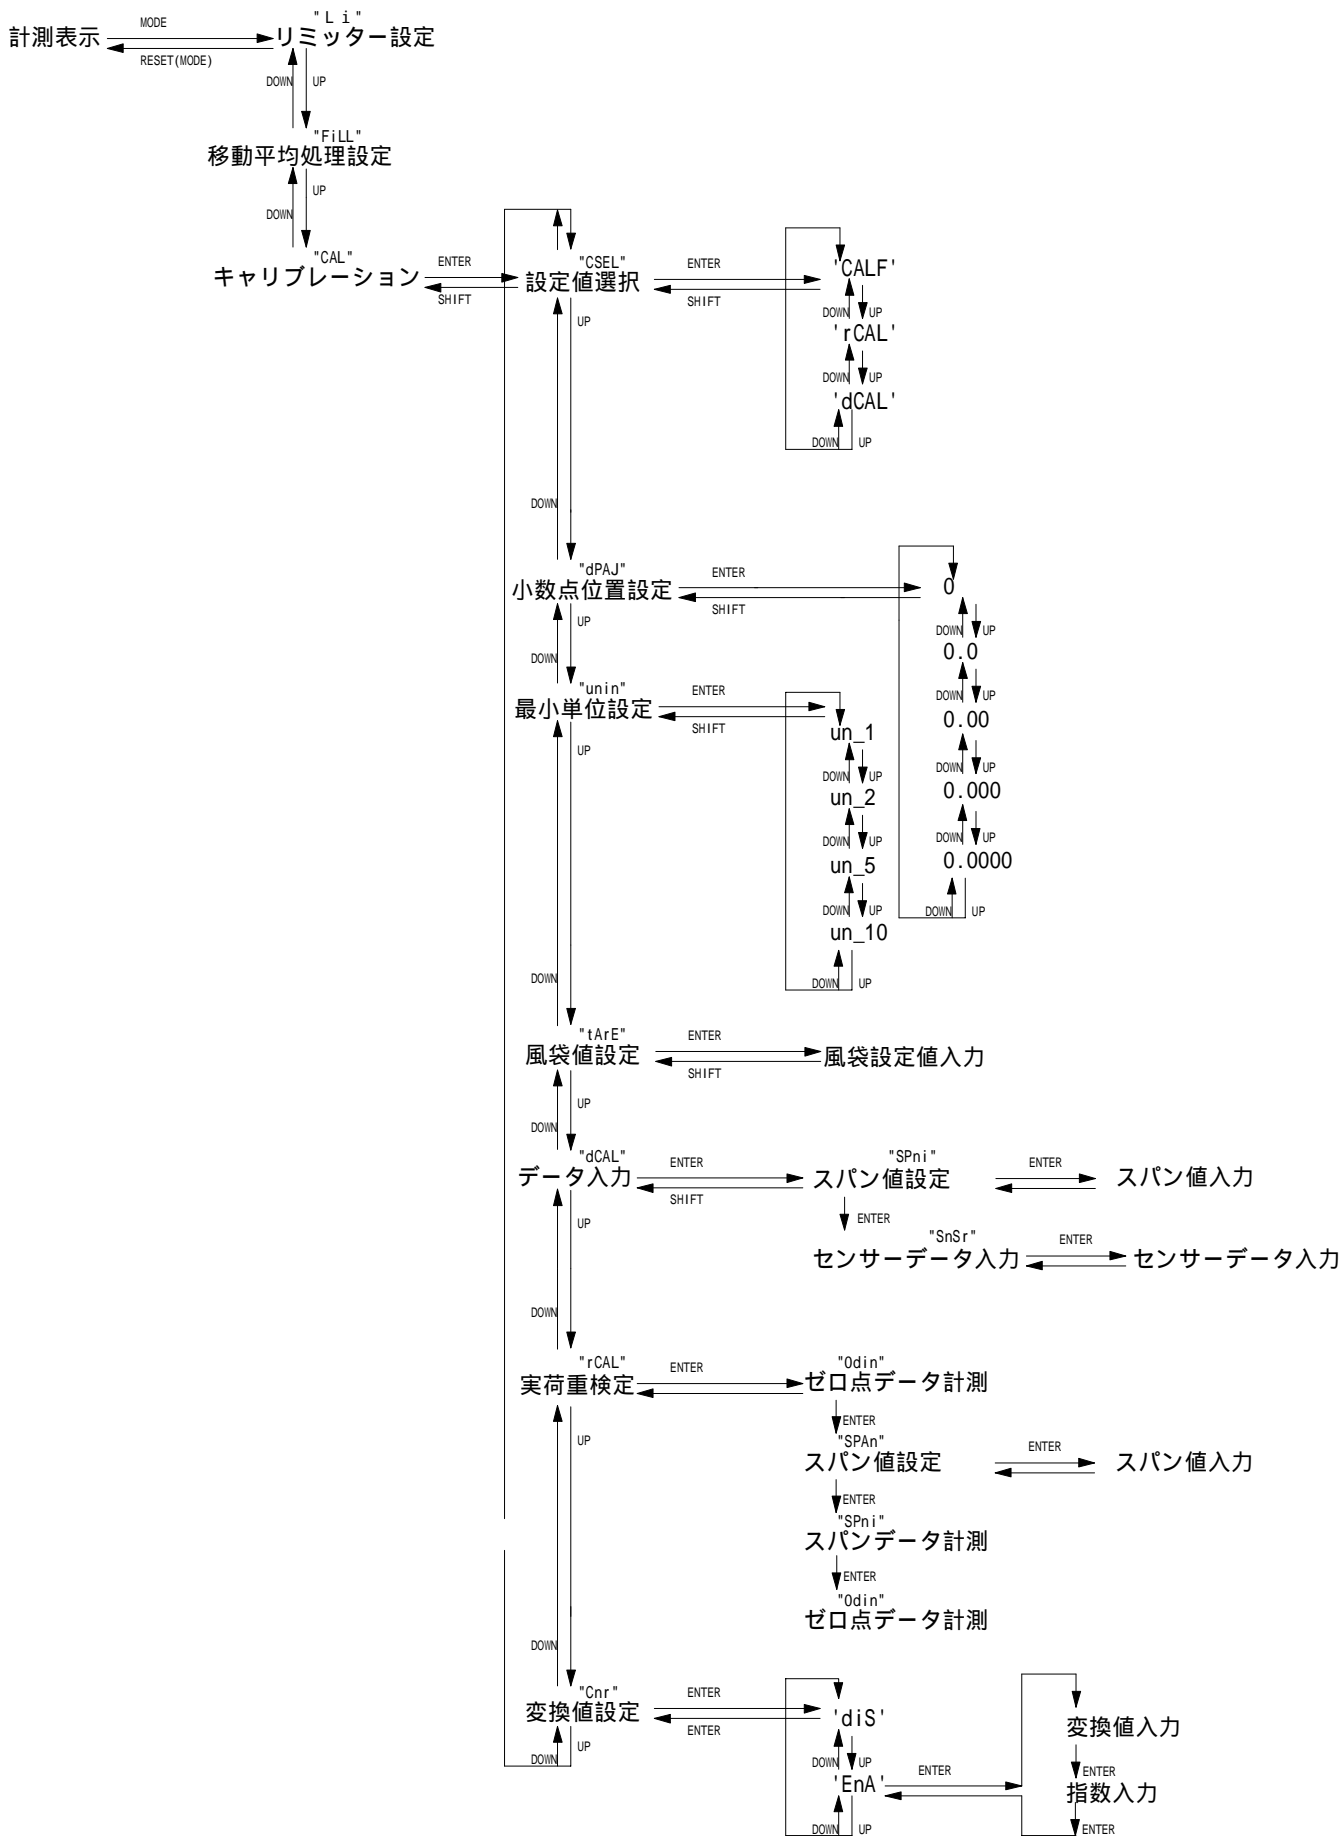 "Li"
計測表示 MODE リミッター設定
RESET(MODE)
DOWN UP
"FiLL"
移動平均処理設定
UP
DOWN
"CAL"
キャリブレーション ENTER
SHIFT
"CSEL"
設定値選択 ENTER
SHIFT
UP
'CALF'
DOWN UP
'rCAL'
DOWN UP
'dCAL'
DOWN UP
DOWN
"dPAJ"
小数点位置設定 ENTER
SHIFT
UP
DOWN
0
DOWN UP
0.0
DOWN UP
0.00
DOWN UP
0.000
DOWN UP
0.0000
DOWN UP
"unin"
最小単位設定 ENTER
SHIFT
UP
un_1
DOWN UP
un_2
DOWN UP
un_5
DOWN UP
un_10
DOWN UP
DOWN
"tArE"
風袋値設定 ENTER 風袋設定値入力
SHIFT
UP
DOWN
"dCAL"
データ入力 ENTER
SHIFT
"SPni"
スパン値設定 ENTER スパン値入力
UP
ENTER
"SnSr"
センサーデータ入力 ENTER センサーデータ入力
DOWN
"rCAL"
実荷重検定 ENTER
"0din"
ゼロ点データ計測
UP
ENTER
"SPAn"
スパン値設定 ENTER スパン値入力
ENTER
"SPni"
スパンデータ計測
ENTER
"0din"
ゼロ点データ計測
DOWN
"Cnr"
変換値設定 ENTER
ENTER
UP
DOWN
'diS'
DOWN UP
'EnA' ENTER
DOWN UP
変換値入力
ENTER
指数入力
ENTER